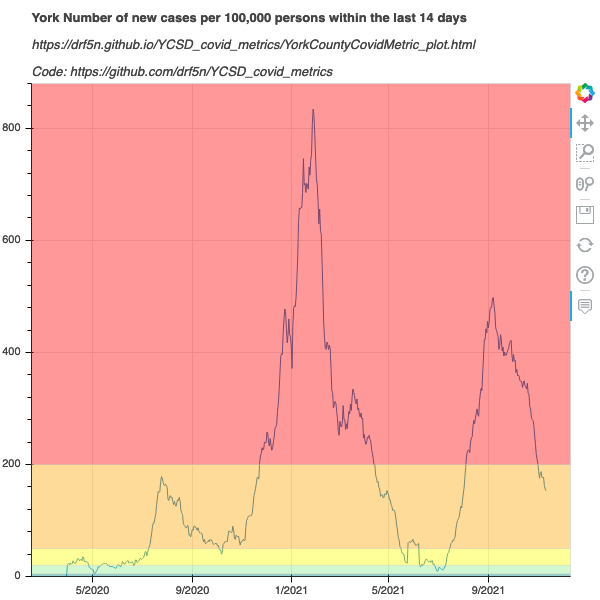 York Number of new cases per 100,000 persons within the last 14 days
https://drf5n.github.io/YCSD_covid_metrics/YorkCountyCovidMetric_plot.html
Code: https://github.com/drf5n/YCSD_covid_metrics
800
600
400
200
0
5/2020 9/2020 1/2021 5/2021 9/2021